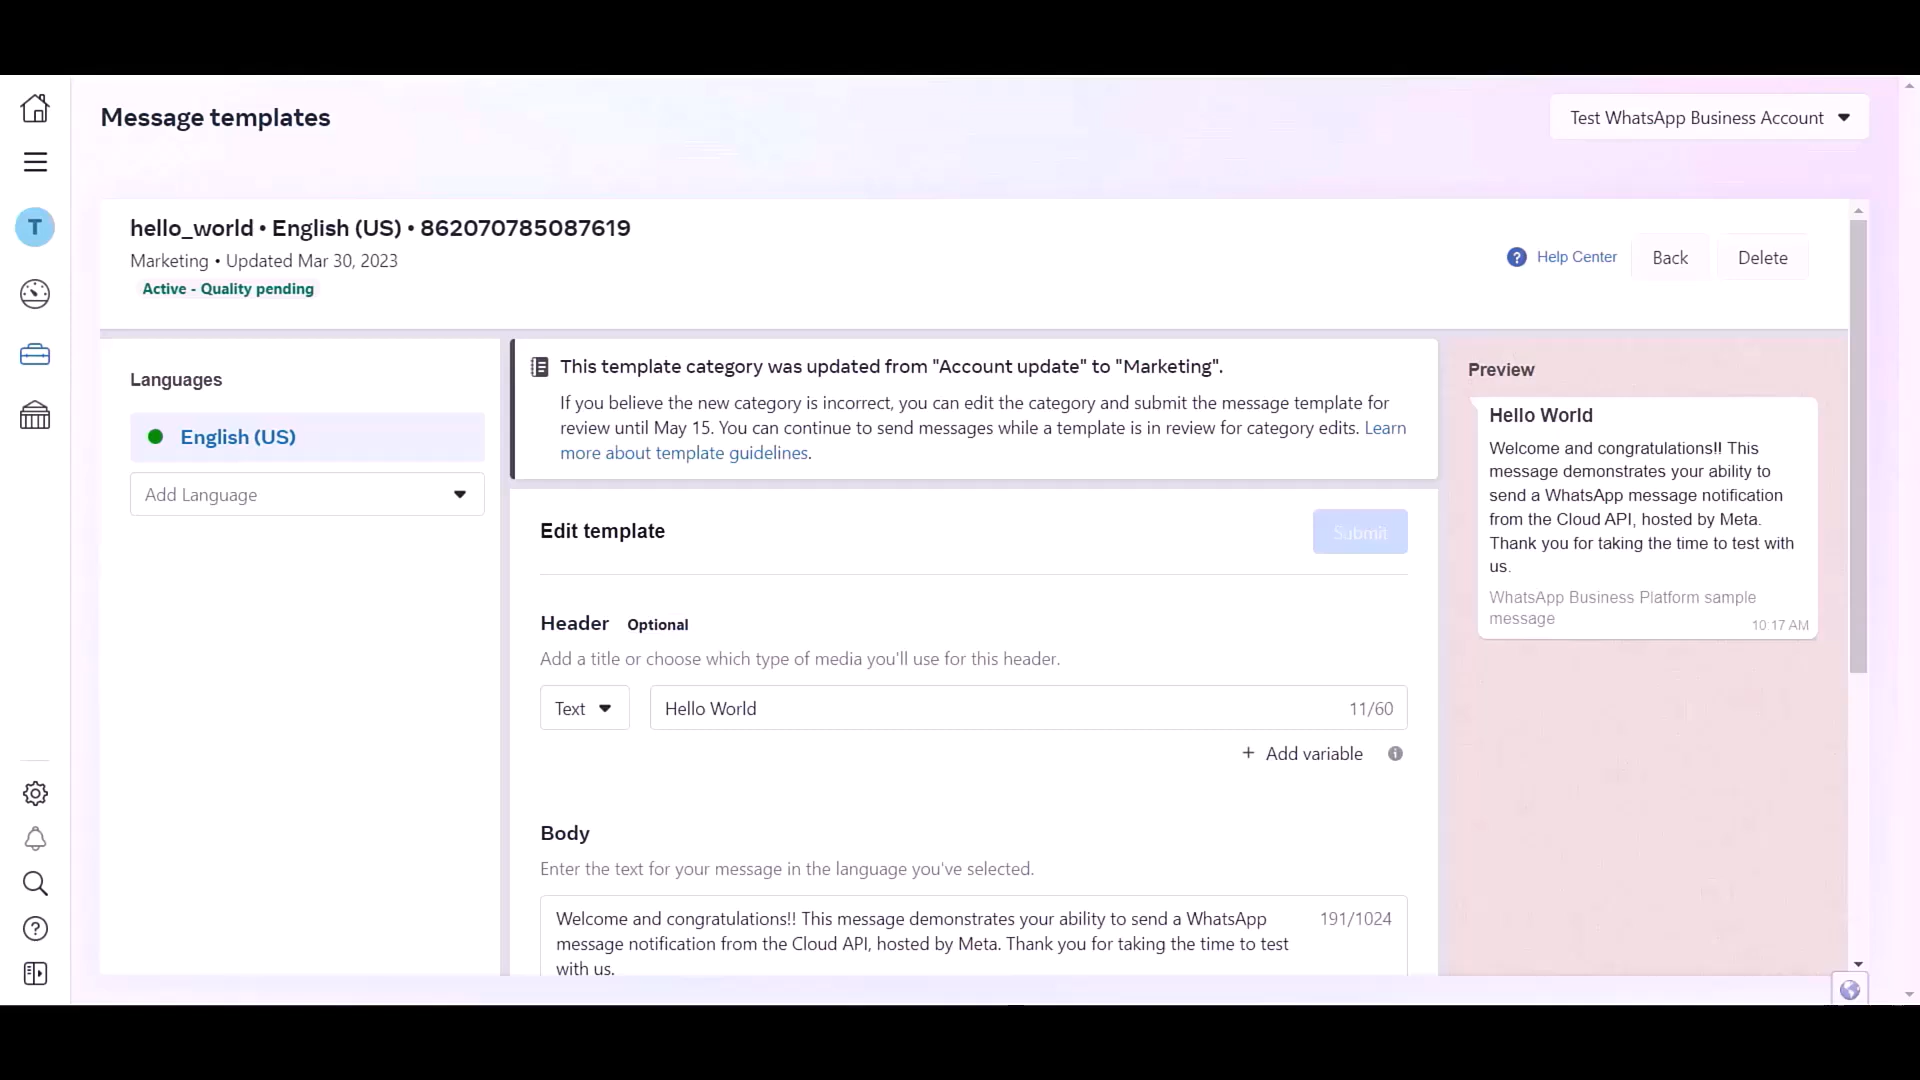 Message templates
Test WhatsApp Business Account
T
hello_world • English (US) • 862070785087619
Marketing • Updated Mar 30, 2023
Active - Quality pending
? Help Center
Back
Delete
Languages
English (US)
Add Language
This template category was updated from "Account update" to "Marketing".
If you believe the new category is incorrect, you can edit the category and submit the message template for
review until May 15. You can continue to send messages while a template is in review for category edits. Learn
more about template guidelines.
Edit template
Submit
Header Optional
Add a title or choose which type of media you'll use for this header.
Text
Hello World
11/60
+ Add variable
Body
Enter the text for your message in the language you've selected.
Welcome and congratulations!! This message demonstrates your ability to send a WhatsApp
message notification from the Cloud API, hosted by Meta. Thank you for taking the time to test
with us.
191/1024
Preview
Hello World
Welcome and congratulations!! This
message demonstrates your ability to
send a WhatsApp message notification
from the Cloud API, hosted by Meta.
Thank you for taking the time to test with
us.
WhatsApp Business Platform sample
message
10:17 AM